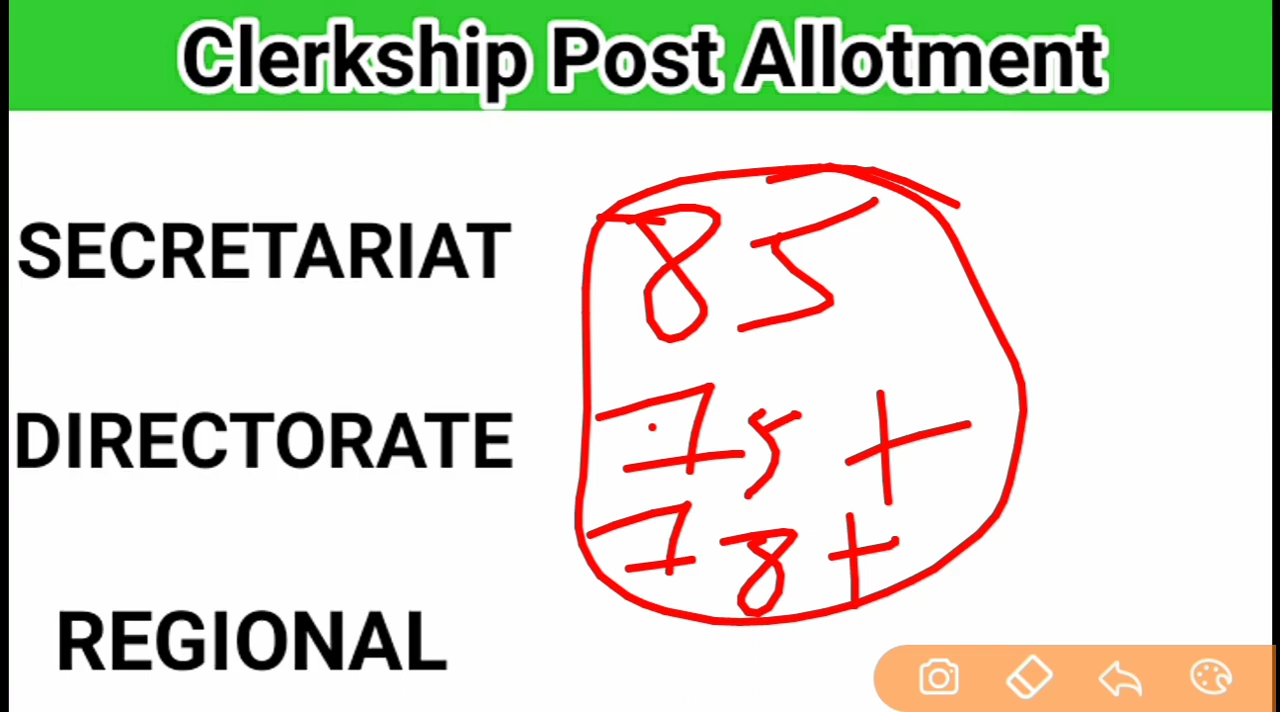 Clerkship Post Allotment
SECRETARIAT
85
DIRECTORATE
75+
78+
REGIONAL